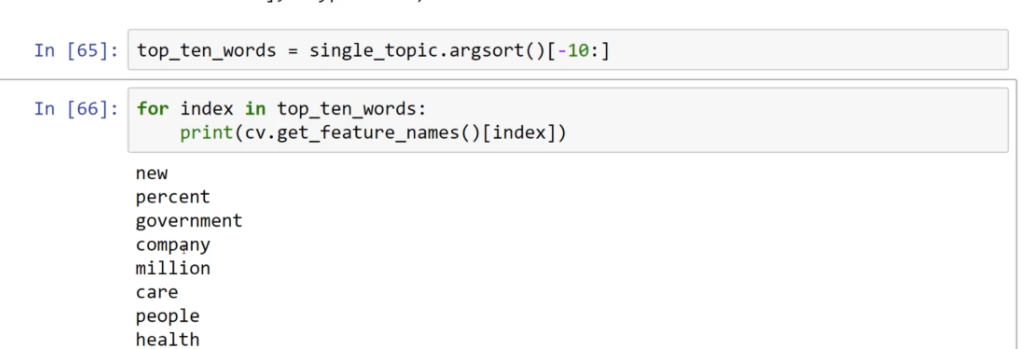 In [65]: top_ten_words = single_topic.argsort()[-10:]
In [66]: for index in top_ten_words:
print(cv.get_feature_names()[index])
new
percent
government
company
million
care
people
health